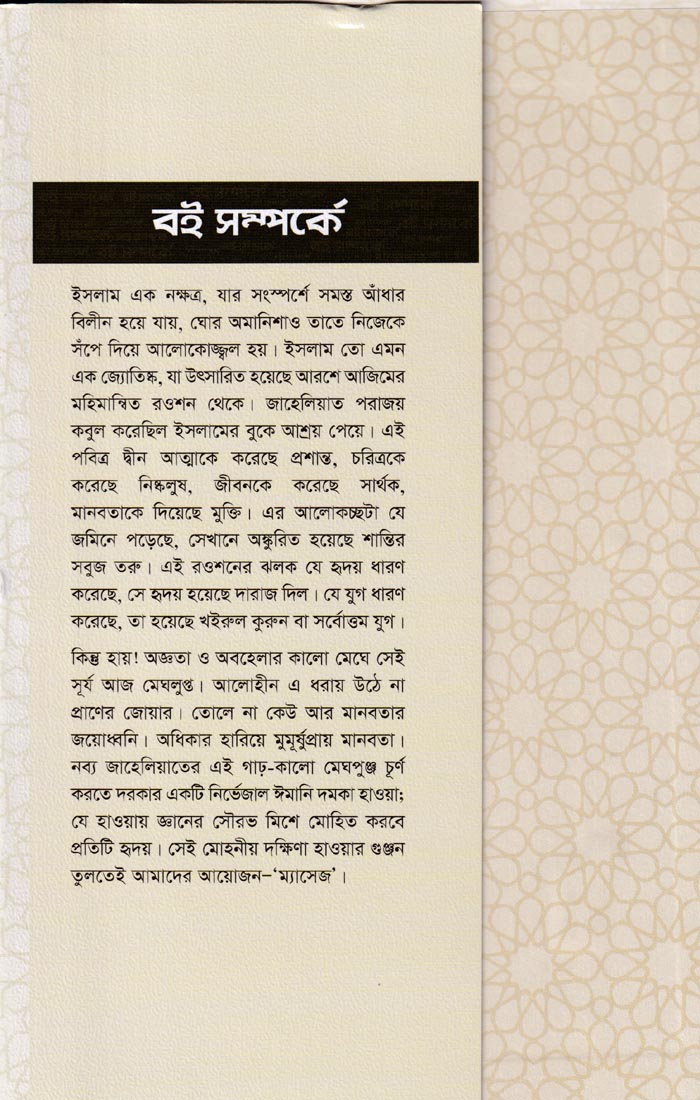 বই সম্পর্কে
ইসলাম এক নক্ষত্র, যার সংস্পর্শে সমস্ত আঁধার
বিলীন হয়ে যায়, ঘোর অমানিশাও তাতে নিজেকে
সঁপে দিয়ে আলোকোজ্জ্বল হয়। ইসলাম তো এমন
এক জ্যোতিষ্ক, যা উৎসারিত হয়েছে আরশে আজিমের
মহিমান্বিত রওশন থেকে। জাহেলিয়াত পরাজয়
কবুল করেছিল ইসলামের বুকে আশ্রয় পেয়ে। এই
পবিত্র দ্বীন আত্মাকে করেছে প্রশান্ত, চরিত্রকে
করেছে নিষ্কলুষ, জীবনকে করেছে সার্থক,
মানবতাকে দিয়েছে মুক্তি। এর আলোকচ্ছটা যে
জমিনে পড়েছে, সেখানে অঙ্কুরিত হয়েছে শান্তির
সবুজ তরু। এই রওশনের ঝলক যে হৃদয় ধারণ
করেছে, সে হৃদয় হয়েছে দারাজ দিল। যে যুগ ধারণ
করেছে, তা হয়েছে খইরুল কুরুন বা সর্বোত্তম যুগ।
কিন্তু হায়! অজ্ঞতা ও অবহেলার কালো মেঘে সেই
সূর্য আজ মেঘলুপ্ত। আলোহীন এ ধরায় উঠে না
প্রাণের জোয়ার। তোলে না কেউ আর মানবতার
জয়োধ্বনি। অধিকার হারিয়ে মুমূর্ষুপ্রায় মানবতা।
নব্য জাহেলিয়াতের এই গাঢ়-কালো মেঘপুঞ্জ চূর্ণ
করতে দরকার একটি নির্ভেজাল ঈমানি দমকা হাওয়া;
যে হাওয়ায় জ্ঞানের সৌরভ মিশে মোহিত করবে
প্রতিটি হৃদয়। সেই মোহনীয় দক্ষিণা হাওয়ার গুঞ্জন
তুলতেই আমাদের আয়োজন–‘ম্যাসেজ’।